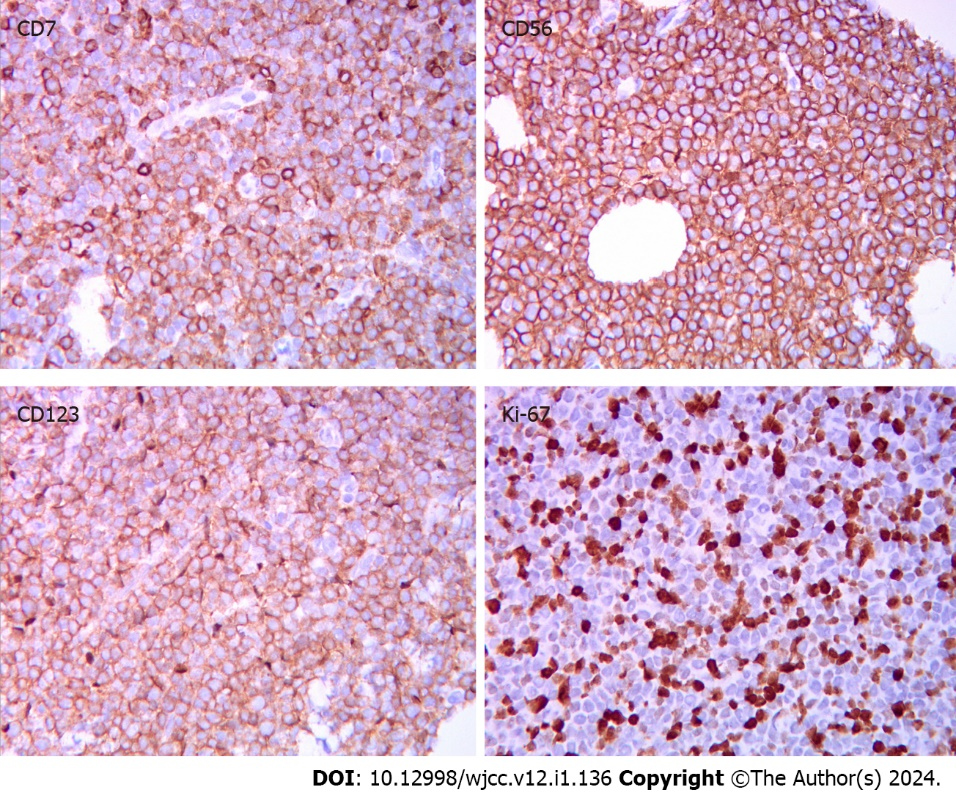 CD7
CD56
CD123
Ki-67
DOI: 10.12998/wjcc.v12.i1.136 Copyright ©The Author(s) 2024.